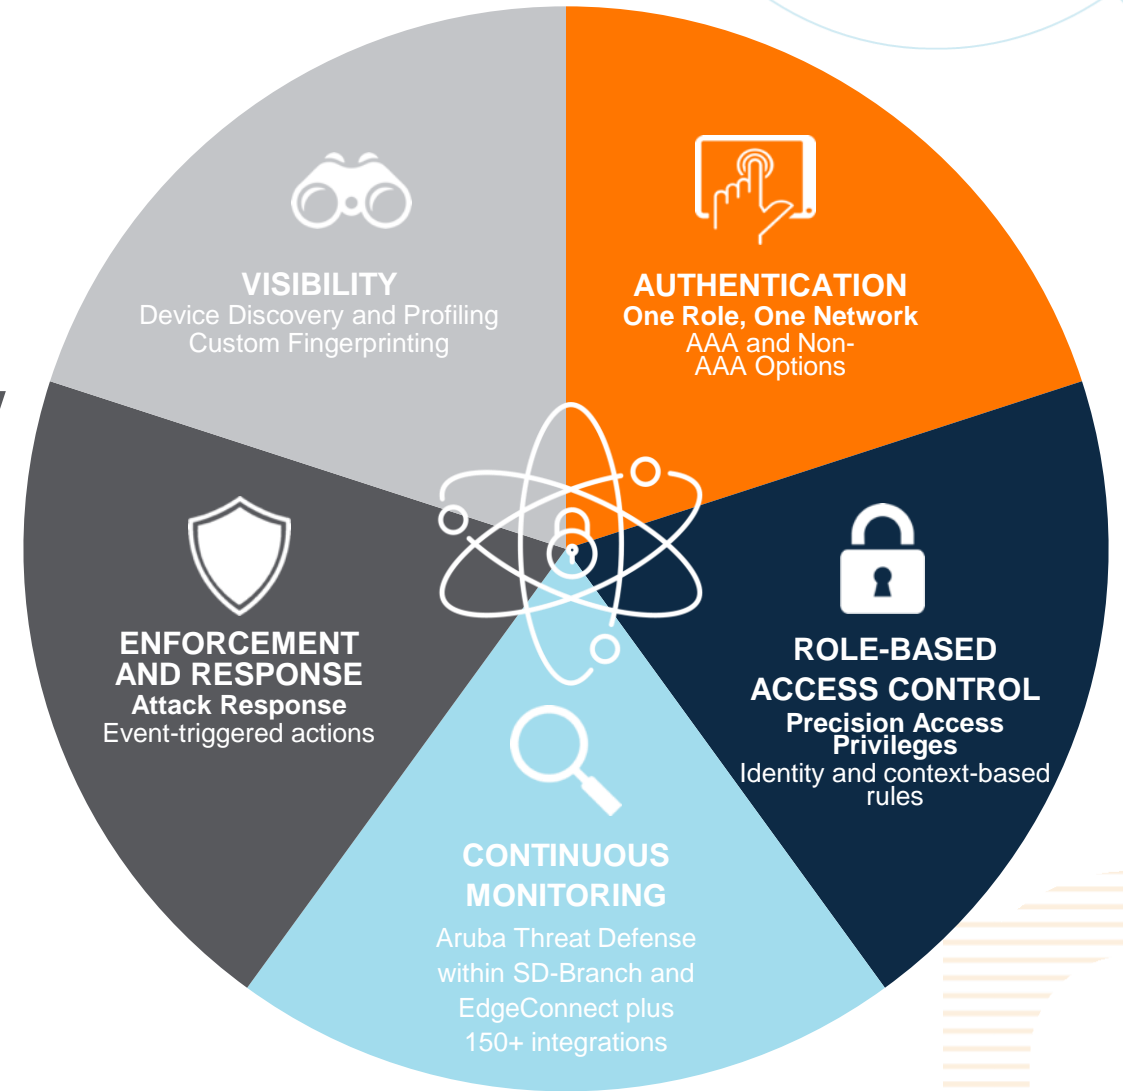 VISIBILITY
Device Discovery and Profiling
Custom Fingerprinting
AUTHENTICATION
One Role, One Network
AAA and Non-
AAA Options
ROLE-BASED
ACCESS CONTROL
Precision Access
Privileges
Identity and context-based
rules
CONTINUOUS
MONITORING
Aruba Threat Defense
within SD-Branch and
EdgeConnect plus
150+ integrations
ENFORCEMENT
AND RESPONSE
Attack Response
Event-triggered actions